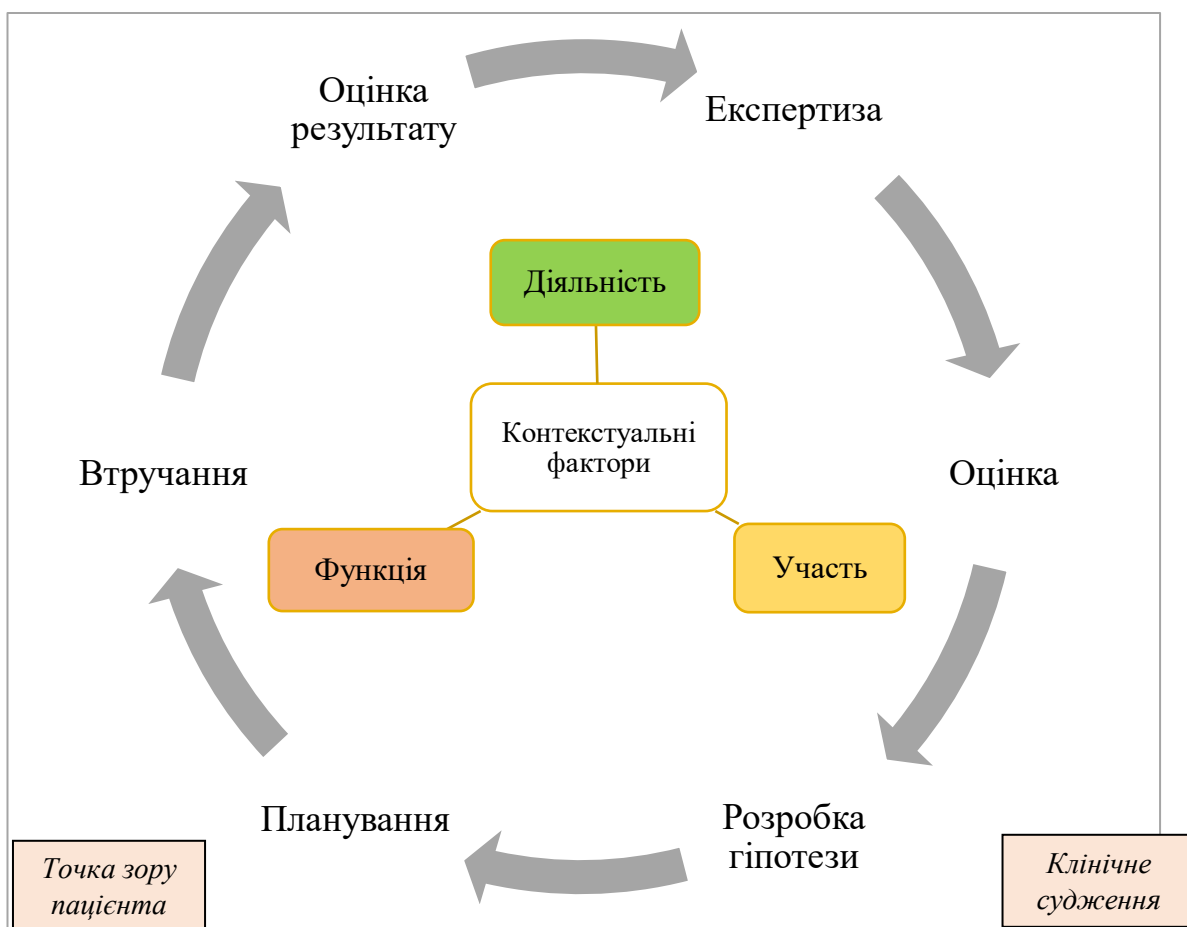 Оцінка
результату
Експертиза
Діяльність
Контекстуальні
фактори
Втручання
Оцінка
Функція
Участь
Планування
Розробка
гіпотези
Точка зору
пацієнта
Клінічне
судження